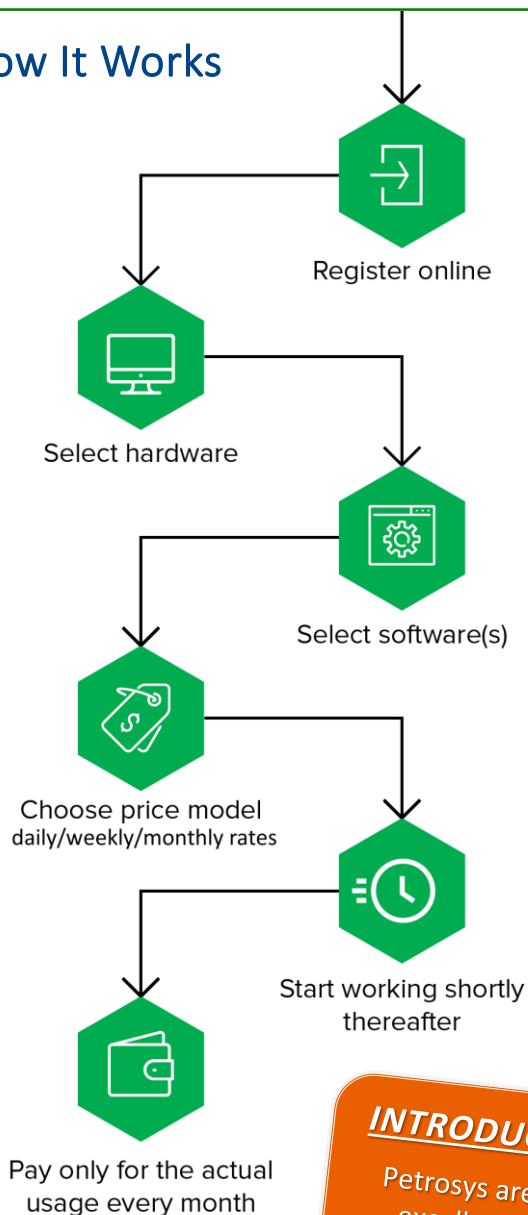 ow It Works
Register online
Select hardware
Select software(s)
Choose price model
daily/weekly/monthly rates
Start working shortly
thereafter
Pay only for the actual
usage every month
INTRODUC
Petrosys are